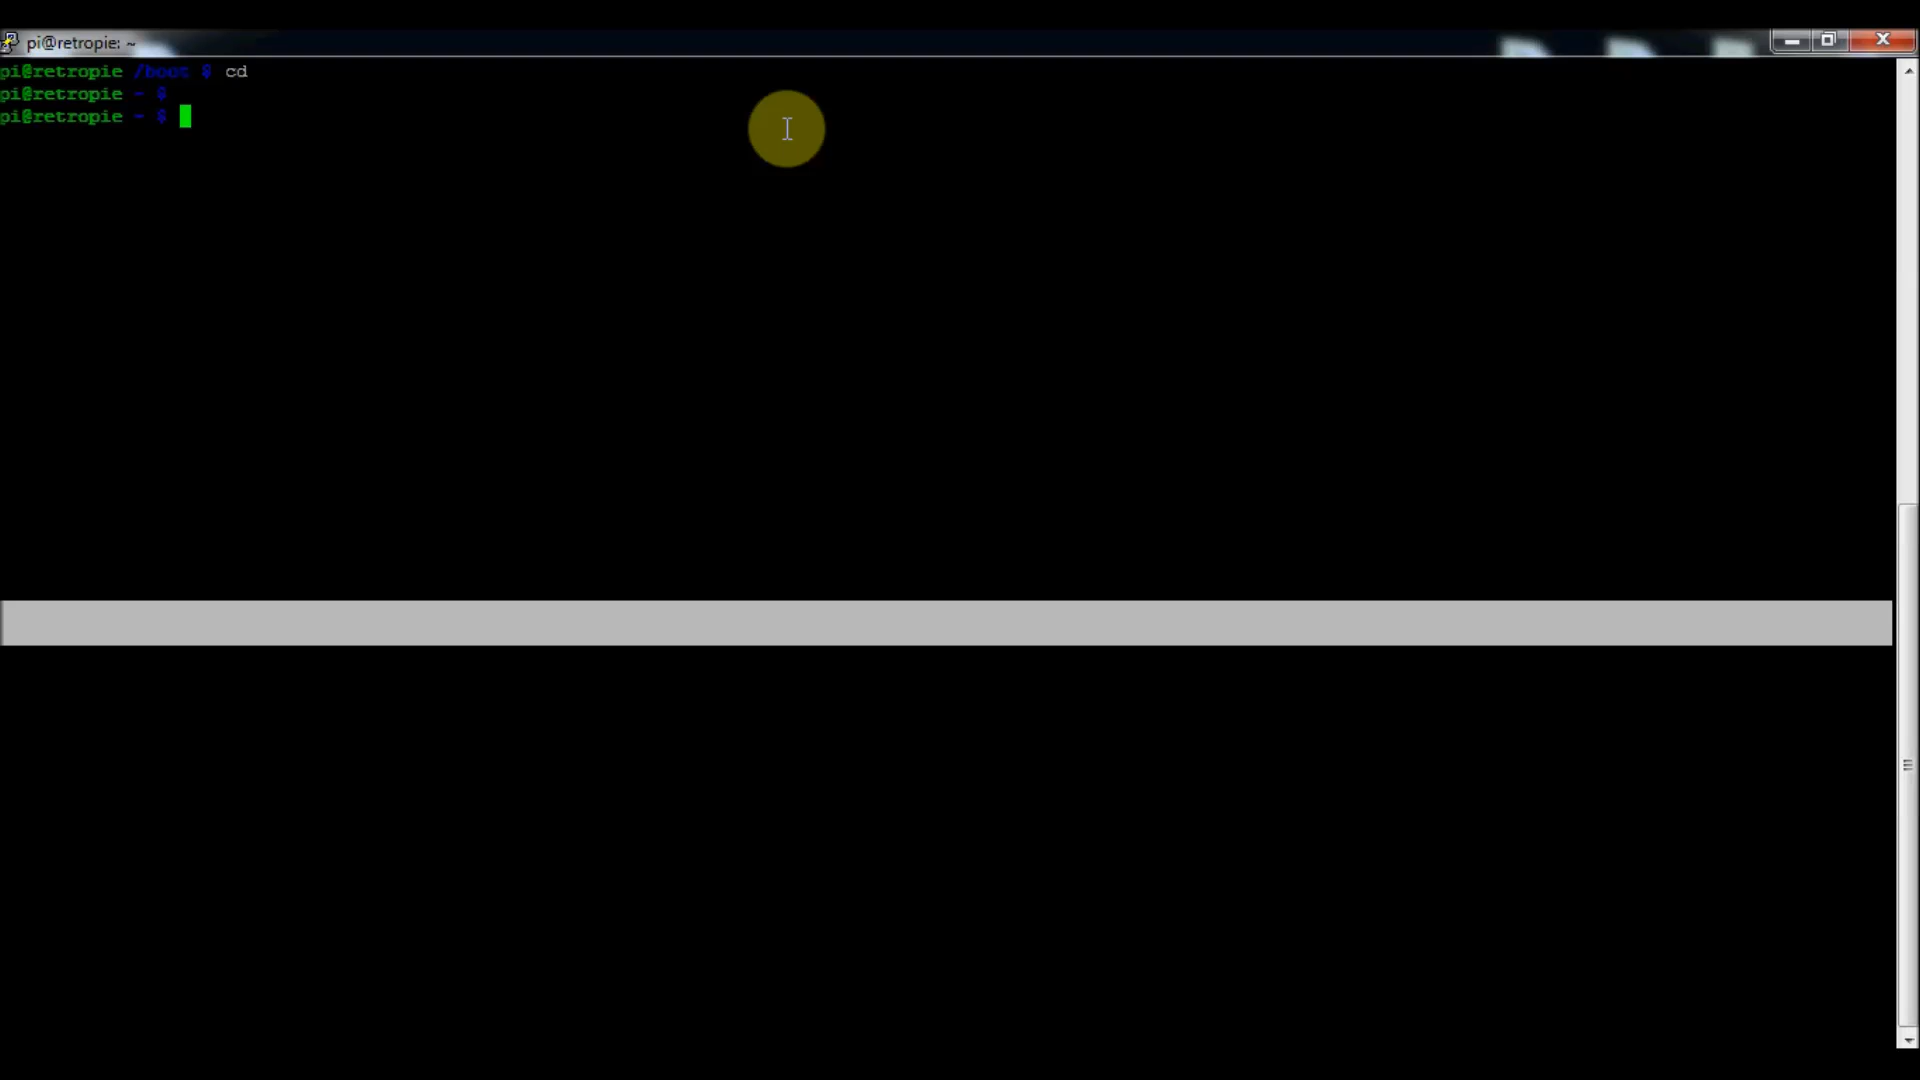 pi@retropie: ~
pi@retropie /boot $ cd
pi@retropie ~ $
pi@retropie ~ $